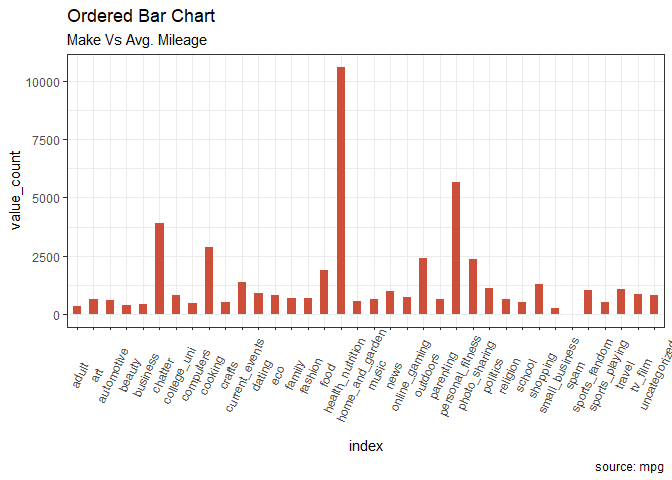 Ordered Bar Chart
Make Vs Avg. Mileage
value_count
10000
7500
5000
2500
0
adult
art
automotive
beauty
business
chatter
college_uni
computers
cooking
crafts
current_events
dating
eco
family
fashion
food
health_nutrition
home_and_garden
music
news
online_gaming
outdoors
parenting
personal_fitness
photo_sharing
politics
religion
school
shopping
small_business
spam
sports_fandom
sports_playing
travel
tv_film
uncategorized
index
source: mpg